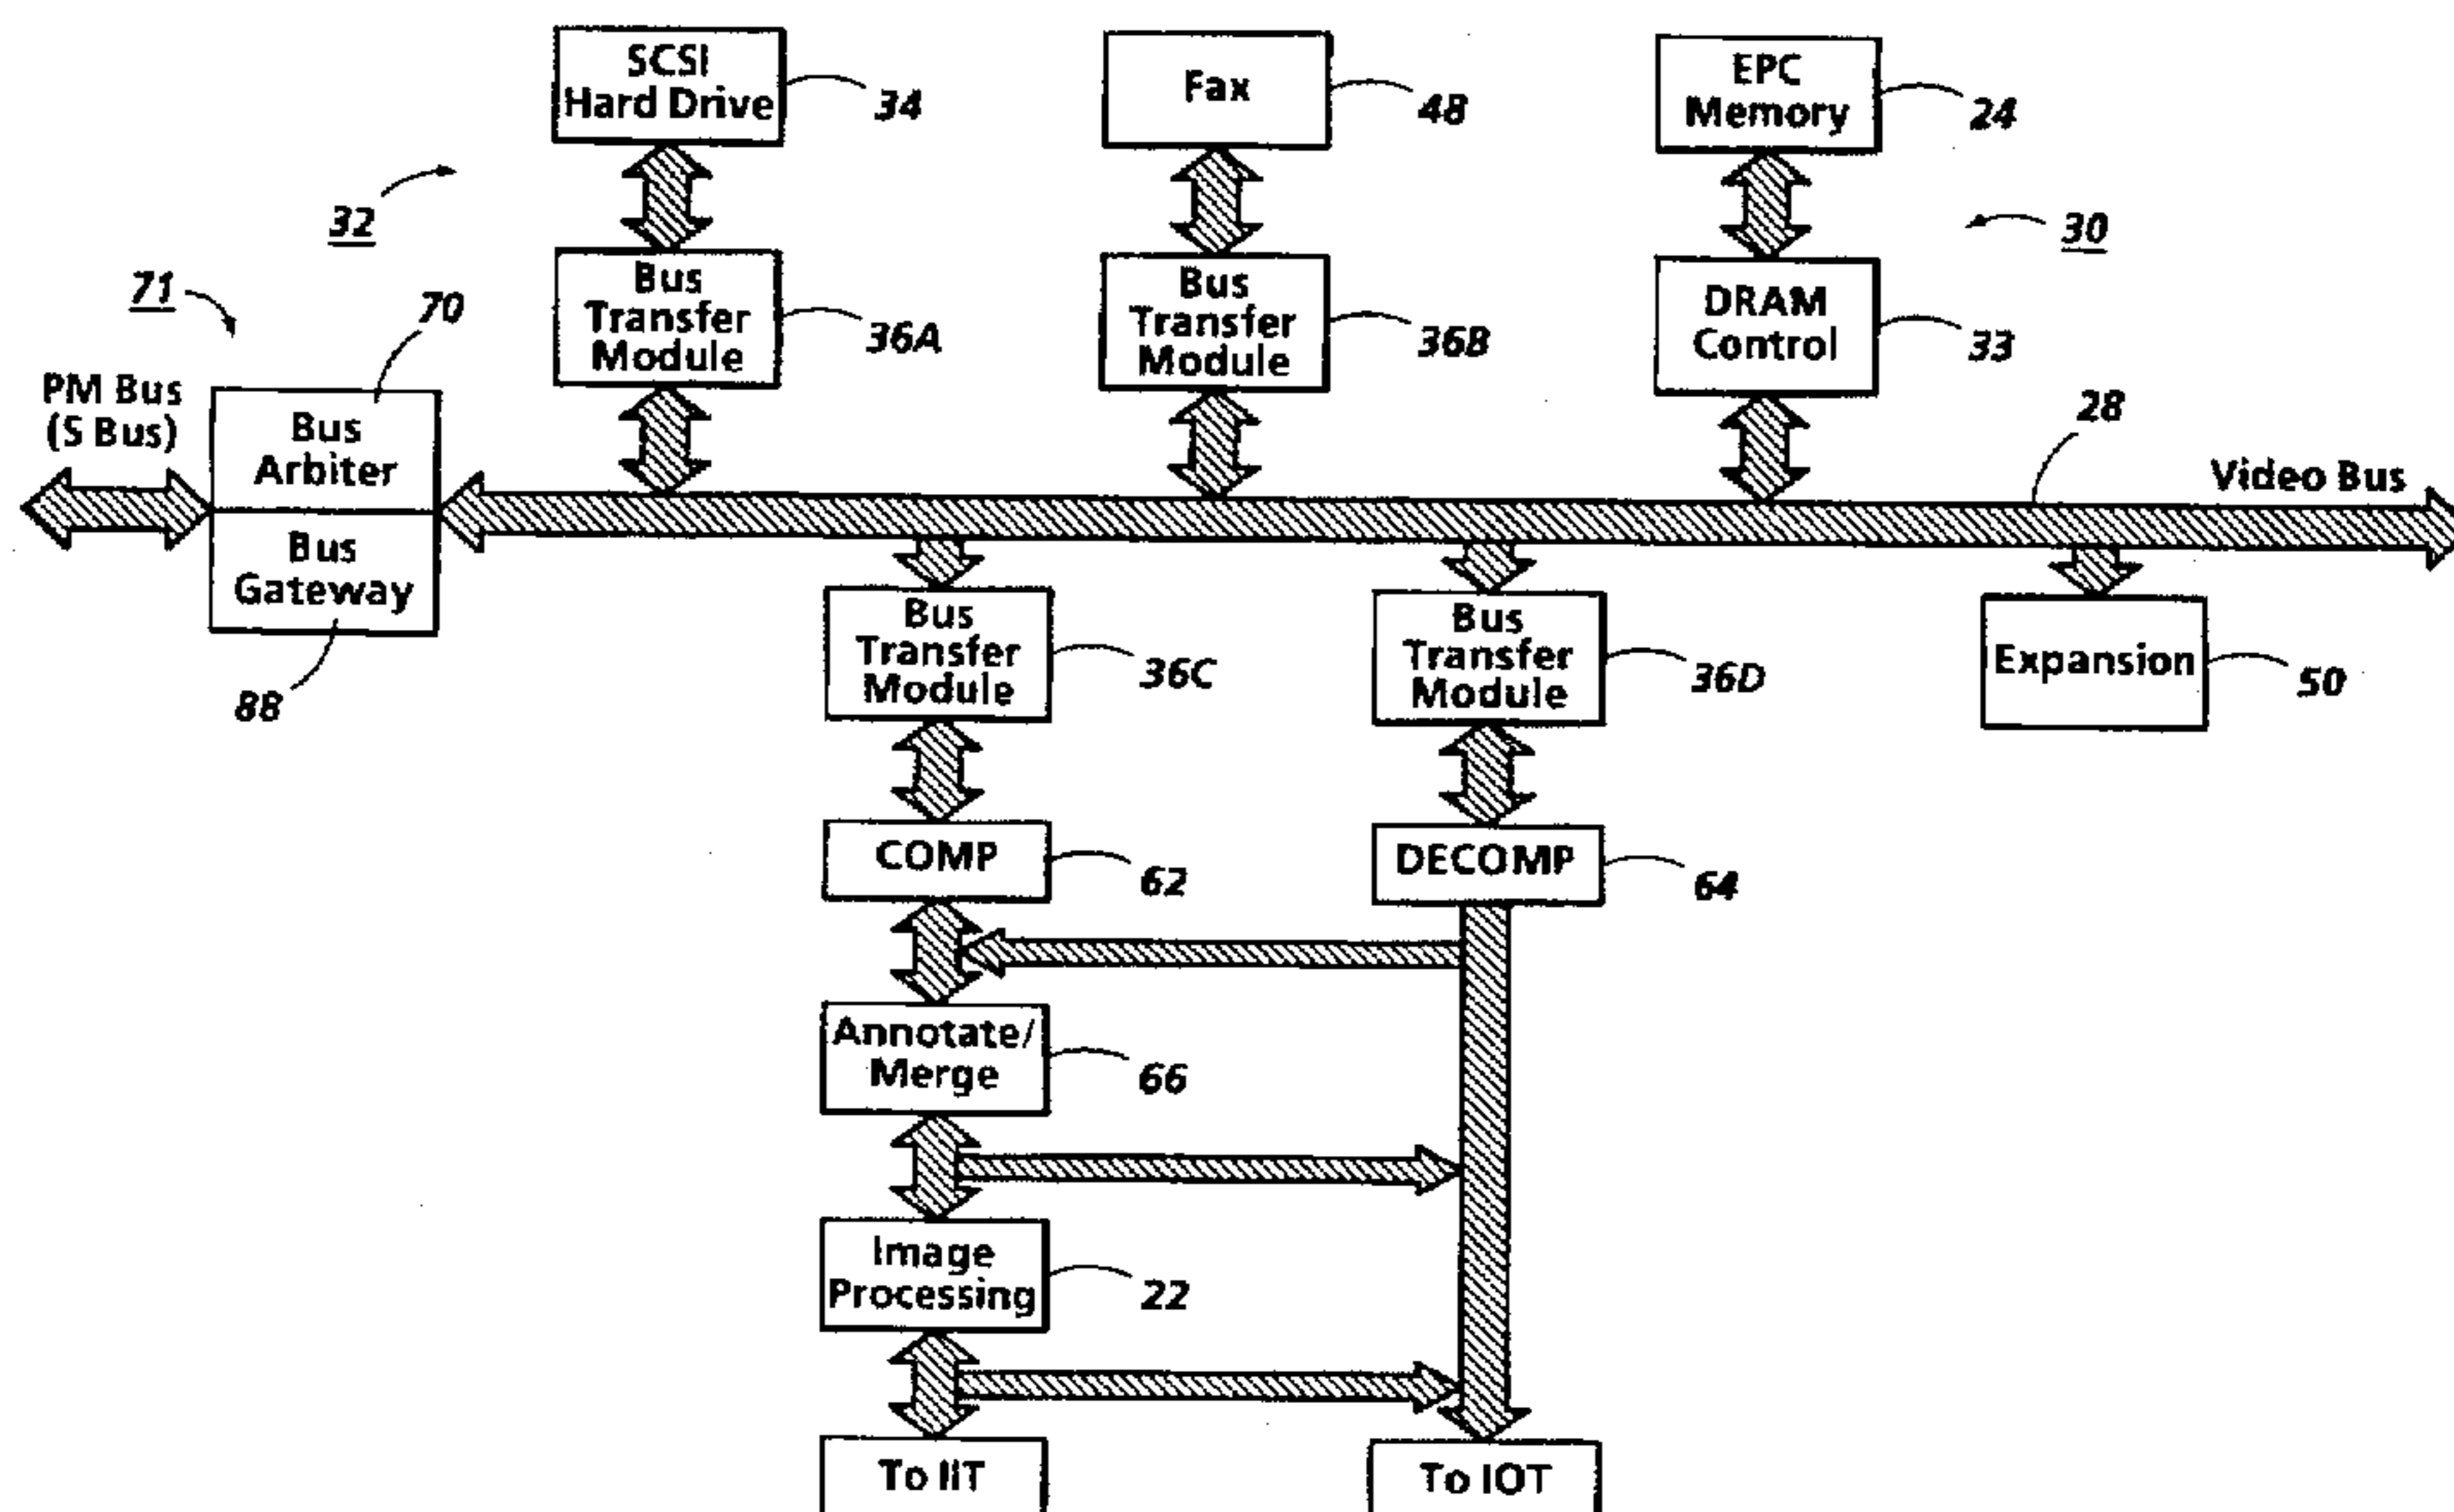 SCSI
Hard Drive
34
Fax
48
EPC
Memory
24
32
30
71
70
Bus
Transfer
Module
36A
Bus
Transfer
Module
36B
DRAM
Control
33
PM Bus
(S Bus)
Bus
Arbiter
28
Video Bus
Bus
Gateway
88
Bus
Transfer
Module
36C
Bus
Transfer
Module
36D
Expansion
50
COMP
62
DECOMP
64
Annotate/
Merge
66
Image
Processing
22
To IIT
To IOT